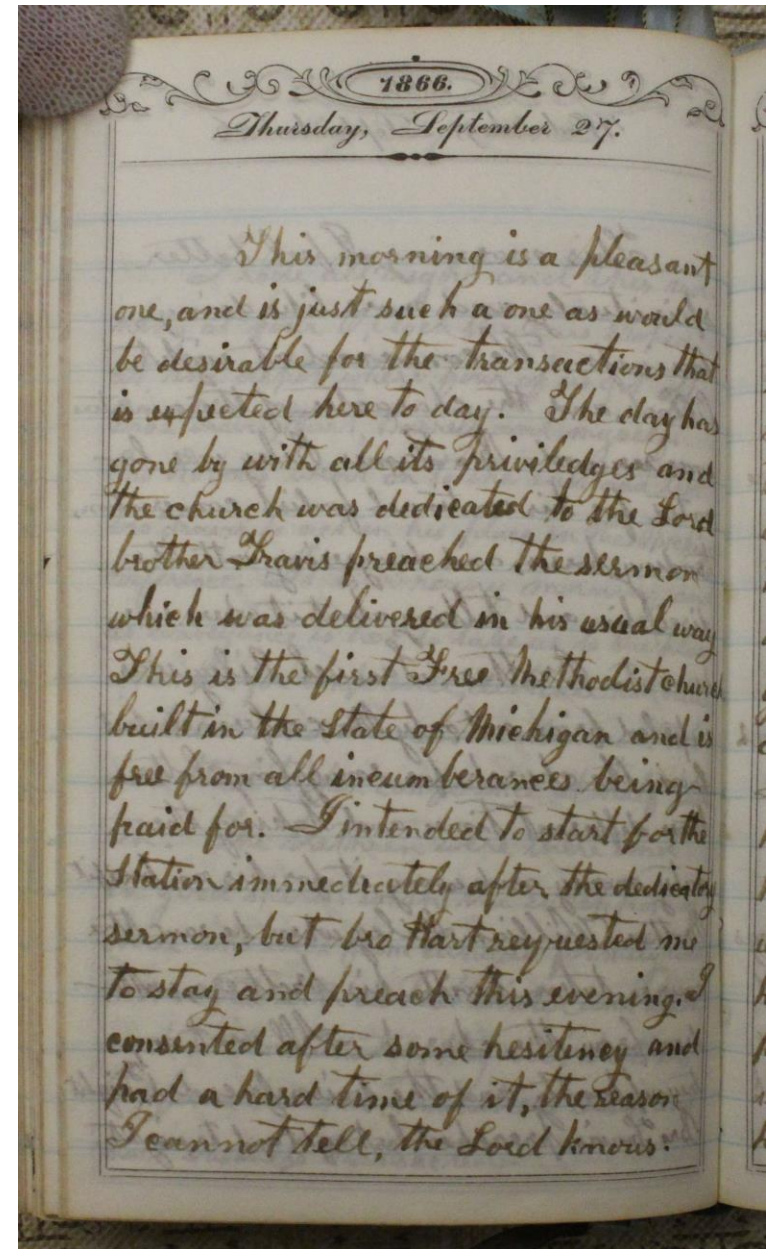 1866.
Thursday, September 27.
This morning is a pleasant
one, and is just such a one as would
be desirable for the transactions that
is expected here to day. The day has
gone by with all its priviledges and
the church was dedicated to the Lord
brother Travis preached the sermon
which was delivered in his usual way
This is the first Free Methodist church
built in the State of Michigan and is
free from all incumberances being
paid for. I intended to start for the
Station immediately after the dedicatory
sermon, but bro Hart requested me
to stay and preach this evening. I
consented after some hesitency and
had a hard time of it, the reason
I cannot tell, the Lord knows.